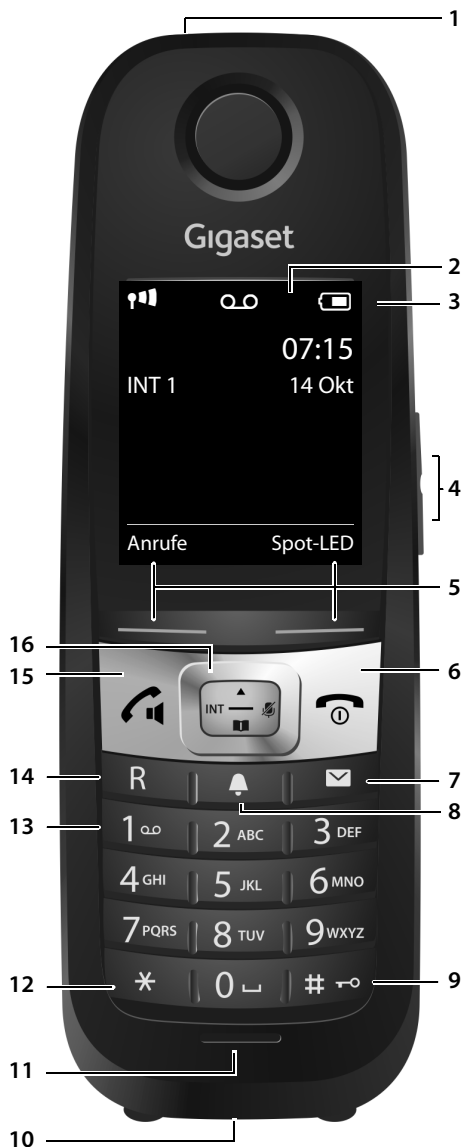 1
Gigaset
2
3
07:15
INT 1 14 Okt
4
Anrufe Spot-LED
5
16
15
6
INT
14
R
7
8
13
1 2 ABC 3 DEF
4 GHI 5 JKL 6 MNO
7 PQRS 8 TUV 9 WXYZ
12
* 0 #
9
11
10